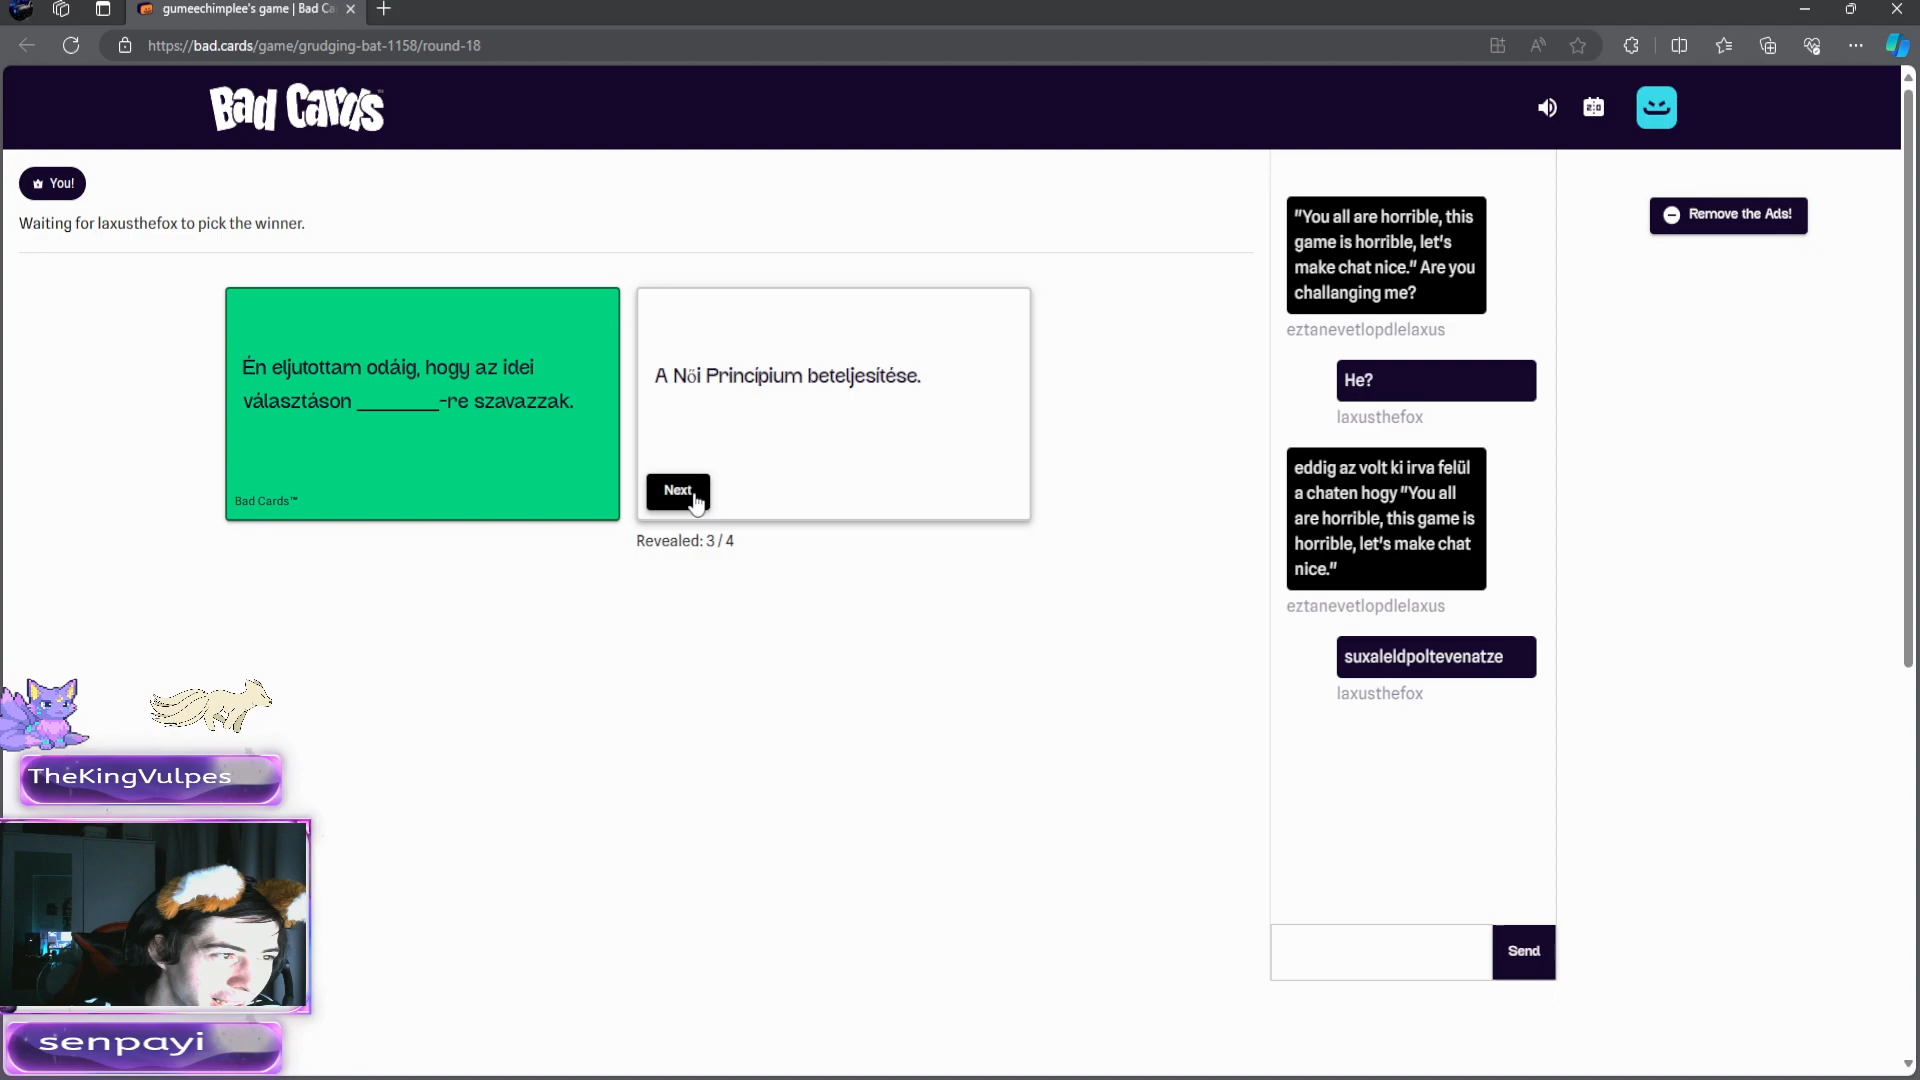 gumeechimplee's game | Bad Ca
https://bad.cards/game/grudging-bat-1158/round-18
Bad Cards
You!
Waiting for laxusthefox to pick the winner.
Én eljutottam odáig, hogy az idei
választáson ________-re szavazzak.
Bad Cards™
A Női Princípium beteljesítése.
Next
Revealed: 3 / 4
"You all are horrible, this
game is horrible, let's
make chat nice." Are you
challanging me?
eztanevetlopdlelaxus
He?
laxusthefox
eddig az volt ki irva felül
a chaten hogy "You all
are horrible, this game is
horrible, let's make chat
nice."
eztanevetlopdlelaxus
suxaleldpoltevenatze
laxusthefox
Send
Remove the Ads!
TheKingVulpes
senpayi